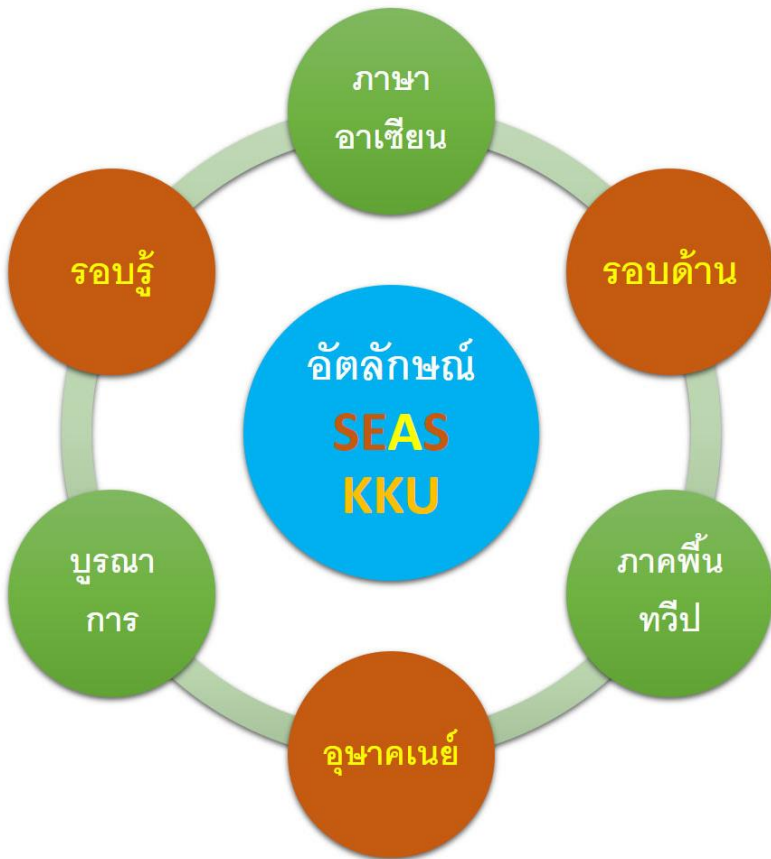 ภาษา
อาเซียน
รอบรู้
รอบด้าน
อัตลักษณ์
SEAS
KKU
บูรณา
การ
ภาคพื้น
ทวีป
อุษาคเนย์